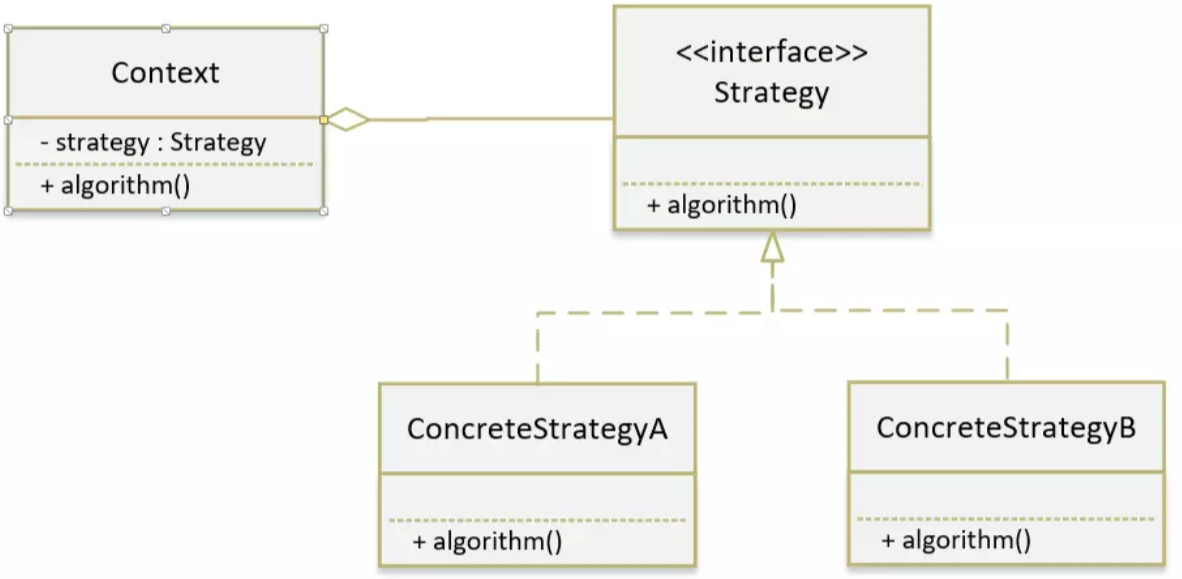 Context
- strategy : Strategy
+ algorithm()
<<interface>>
Strategy
+ algorithm()
ConcreteStrategyA
+ algorithm()
ConcreteStrategyB
+ algorithm()